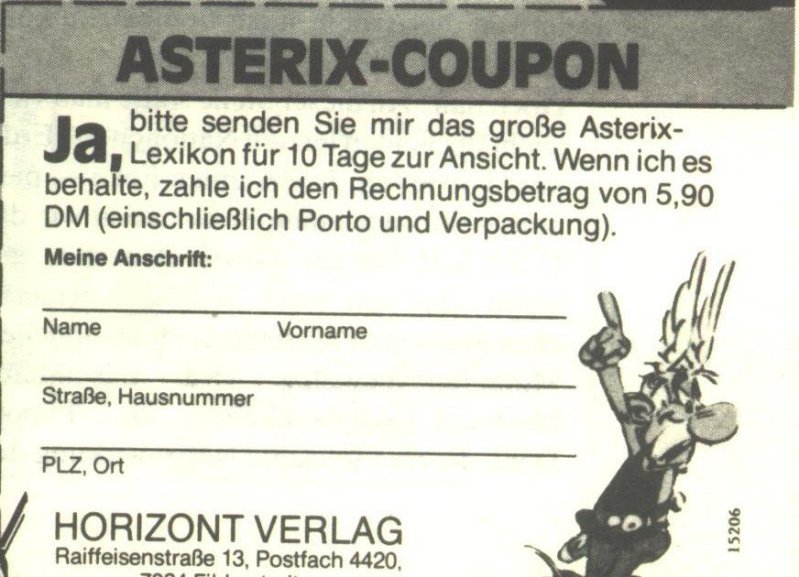 ASTERIX-COUPON
Ja, bitte senden Sie mir das große Asterix-
Lexikon für 10 Tage zur Ansicht. Wenn ich es
behalte, zahle ich den Rechnungsbetrag von 5,90
DM (einschließlich Porto und Verpackung).
Meine Anschrift:
Name Vorname
Straße, Hausnummer
PLZ, Ort
HORIZONT VERLAG
Raiffeisenstraße 13, Postfach 4420,
15206